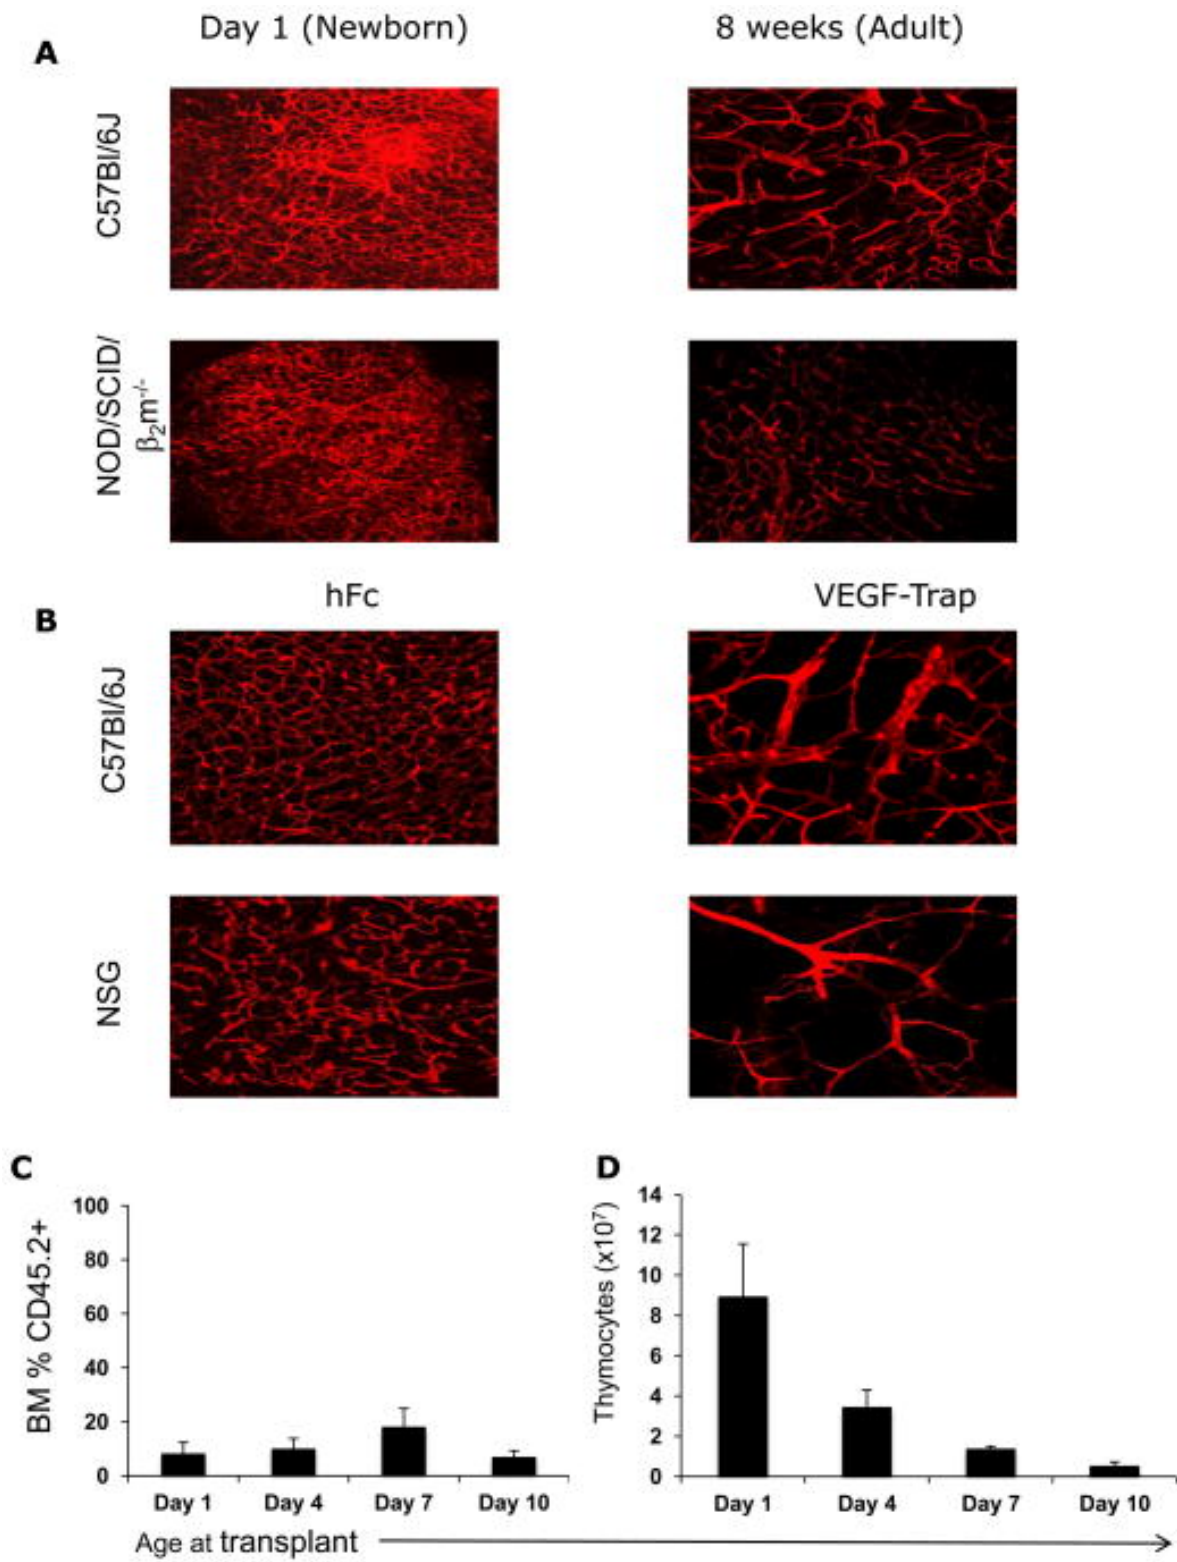 A
Day 1 (Newborn)
8 weeks (Adult)
C57Bl/6J
NOD/SCID/
β₂m⁻/⁻
B
hFc
VEGF-Trap
C57Bl/6J
NSG
C
BM % CD45.2+
100
80
60
40
20
0
Day 1
Day 4
Day 7
Day 10
D
Thymocytes (x10⁷)
14
12
10
8
6
4
2
0
Day 1
Day 4
Day 7
Day 10
Age at transplant